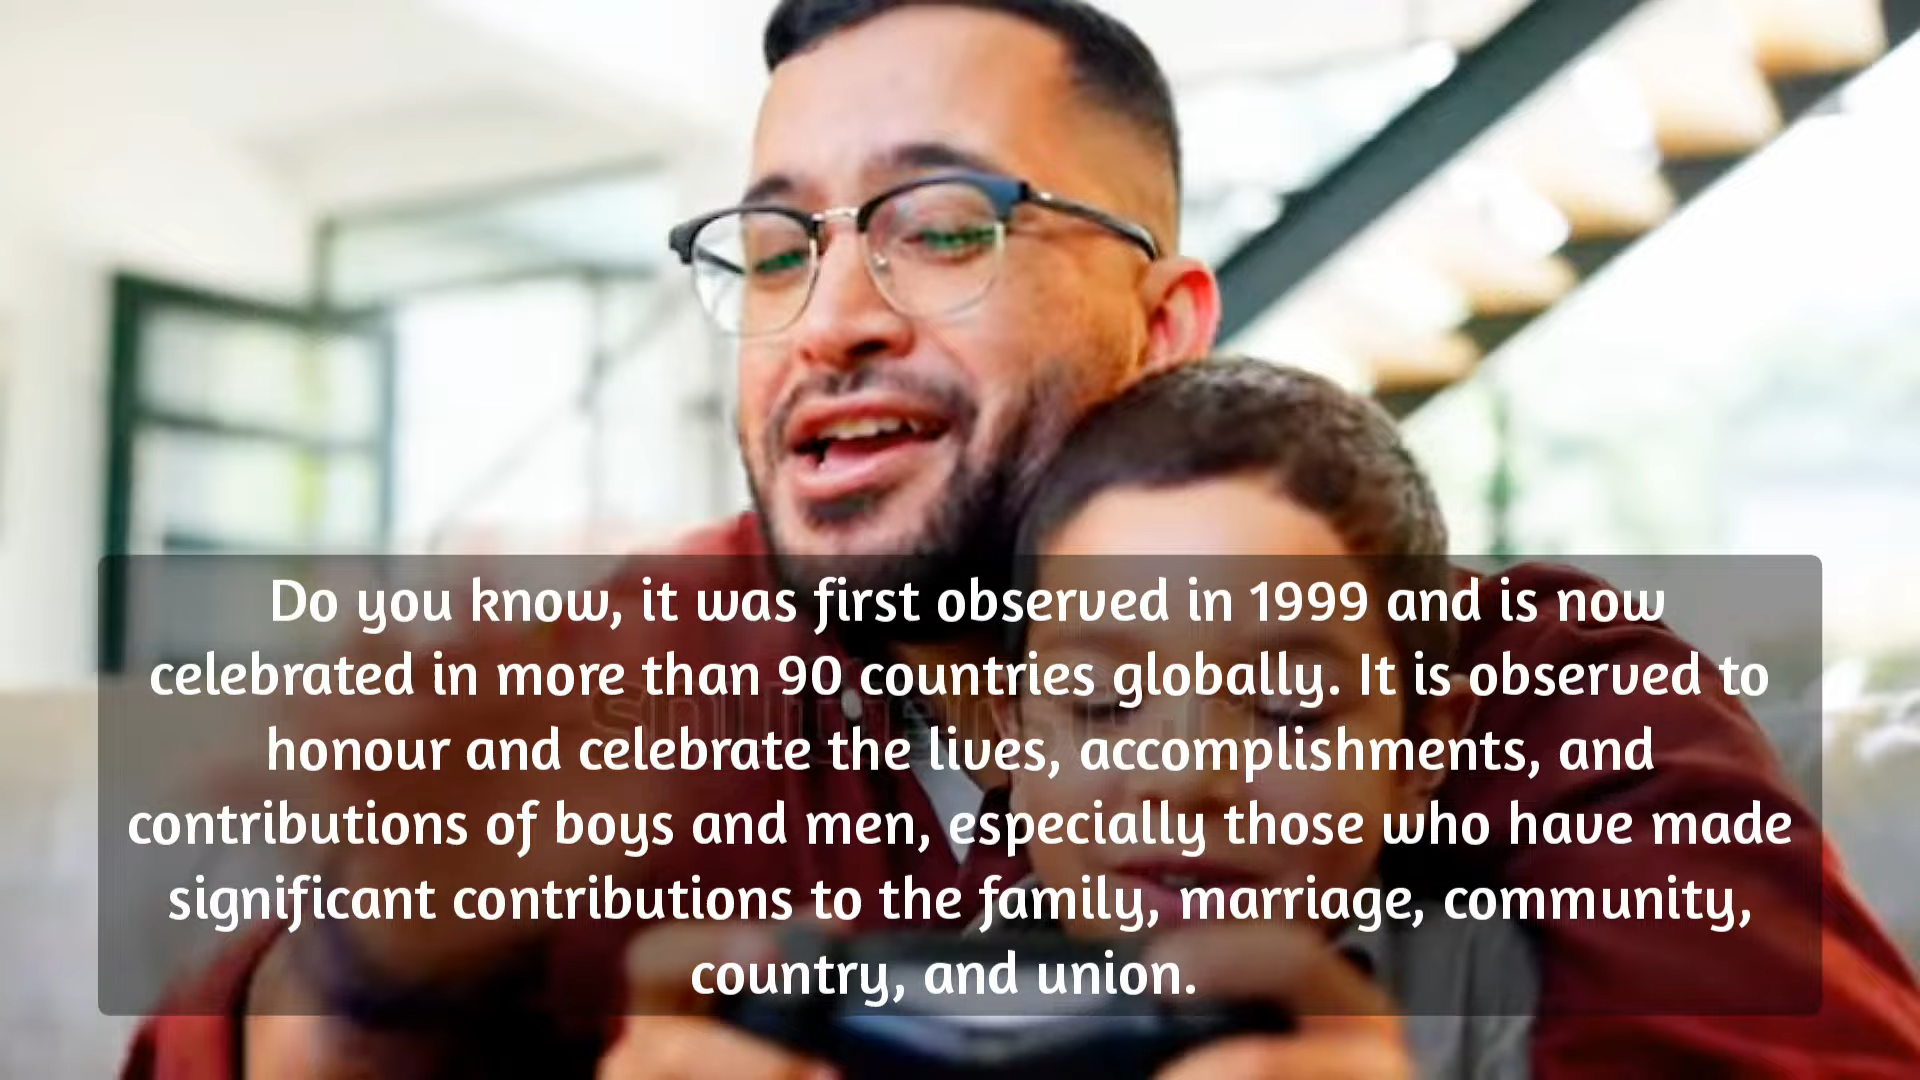 Do you know, it was first observed in 1999 and is now
celebrated in more than 90 countries globally. It is observed to
honour and celebrate the lives, accomplishments, and
contributions of boys and men, especially those who have made
significant contributions to the family, marriage, community,
country, and union.